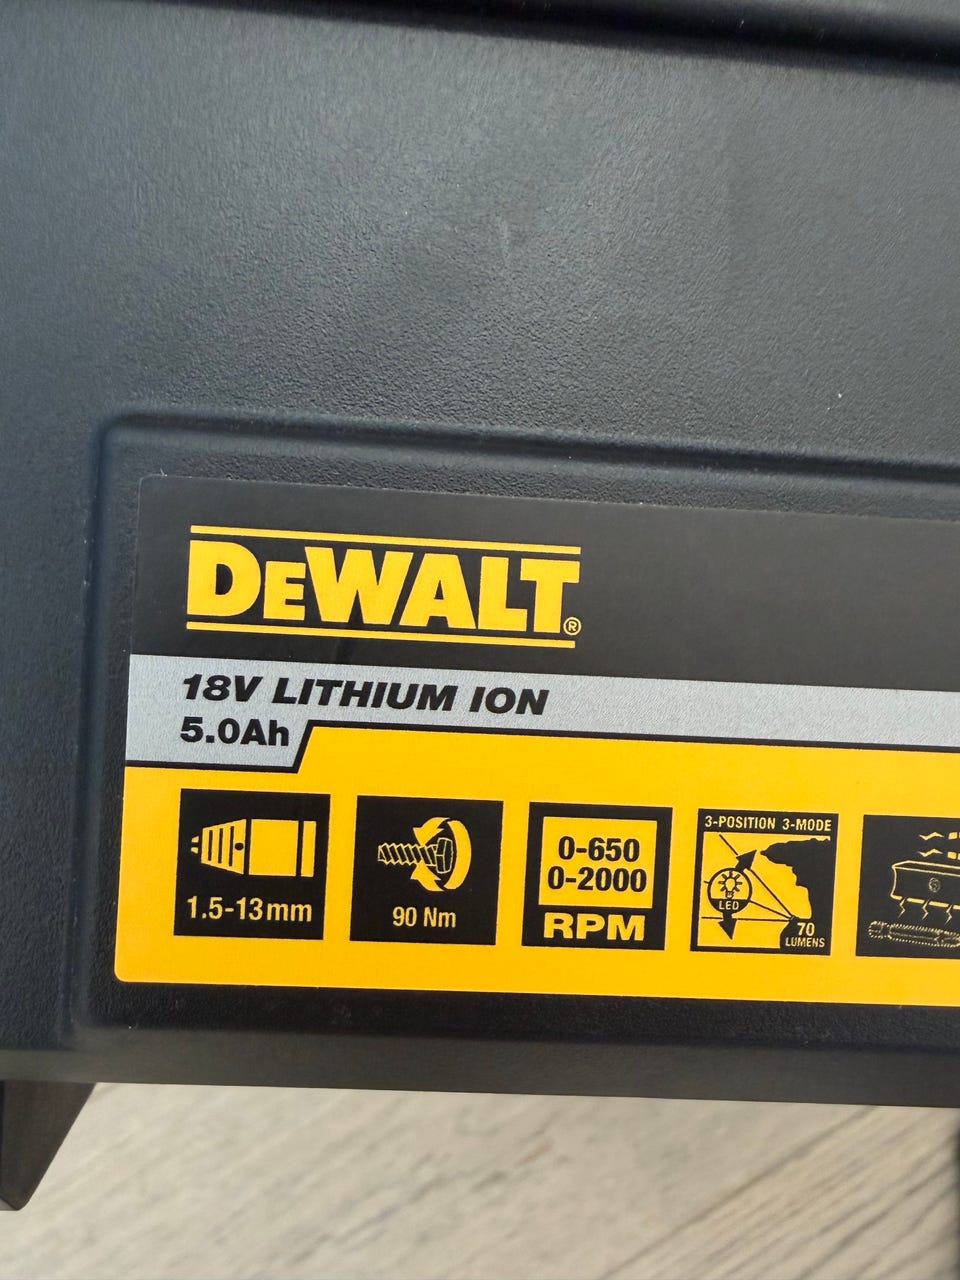 DEWALT®
18V LITHIUM ION
5.0Ah
1.5-13mm
90 Nm
0-650
0-2000
RPM
3-POSITION 3-MODE
LED
70
LUMENS